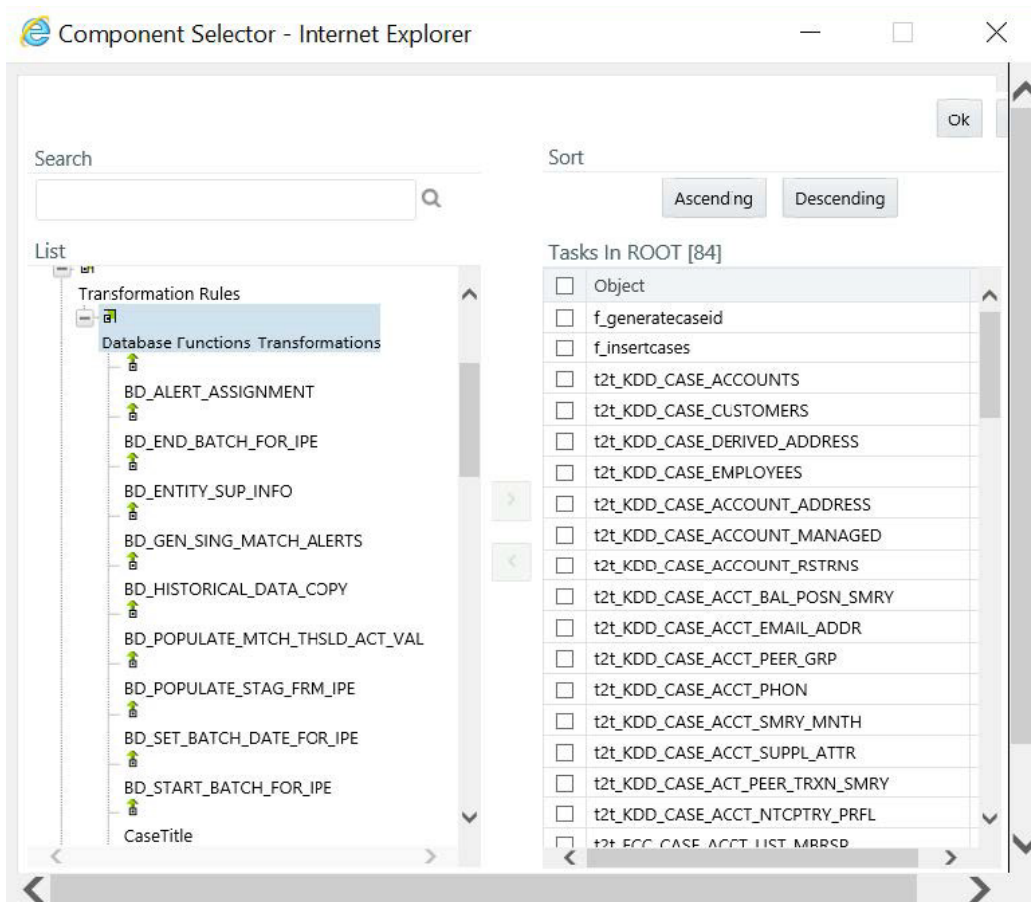 Component Selector - Internet Explorer
Ok
Search
Sort
Ascending
Descending
List
Tasks In ROOT [84]
Transformation Rules
Database Functions Transformations
BD_ALERT_ASSIGNMENT
BD_END_BATCH_FOR_IPE
BD_ENTITY_SUP_INFO
BD_GEN_SING_MATCH_ALERTS
BD_HISTORICAL_DATA_COPY
BD_POPULATE_MTCH_THSLD_ACT_VAL
BD_POPULATE_STAG_FRM_IPE
BD_SET_BATCH_DATE_FOR_IPE
BD_START_BATCH_FOR_IPE
CaseTitle
Object
f_generatecaseid
f_insertcases
t2t_KDD_CASE_ACCOUNTS
t2t_KDD_CASE_CUSTOMERS
t2t_KDD_CASE_DERIVED_ADDRESS
t2t_KDD_CASE_EMPLOYEES
t2t_KDD_CASE_ACCOUNT_ADDRESS
t2t_KDD_CASE_ACCOUNT_MANAGED
t2t_KDD_CASE_ACCOUNT_RSTRNS
t2t_KDD_CASE_ACCT_BAL_POSN_SMRY
t2t_KDD_CASE_ACCT_EMAIL_ADDR
t2t_KDD_CASE_ACCT_PEER_GRP
t2t_KDD_CASE_ACCT_PHON
t2t_KDD_CASE_ACCT_SMRY_MNTH
t2t_KDD_CASE_ACCT_SUPPL_ATTR
t2t_KDD_CASE_ACT_PEER_TRXN_SMRY
t2t_KDD_CASE_ACCT_NTCPTRY_PRFL
t2t_FCC_CASE_ACCT_LIST_MBRSP